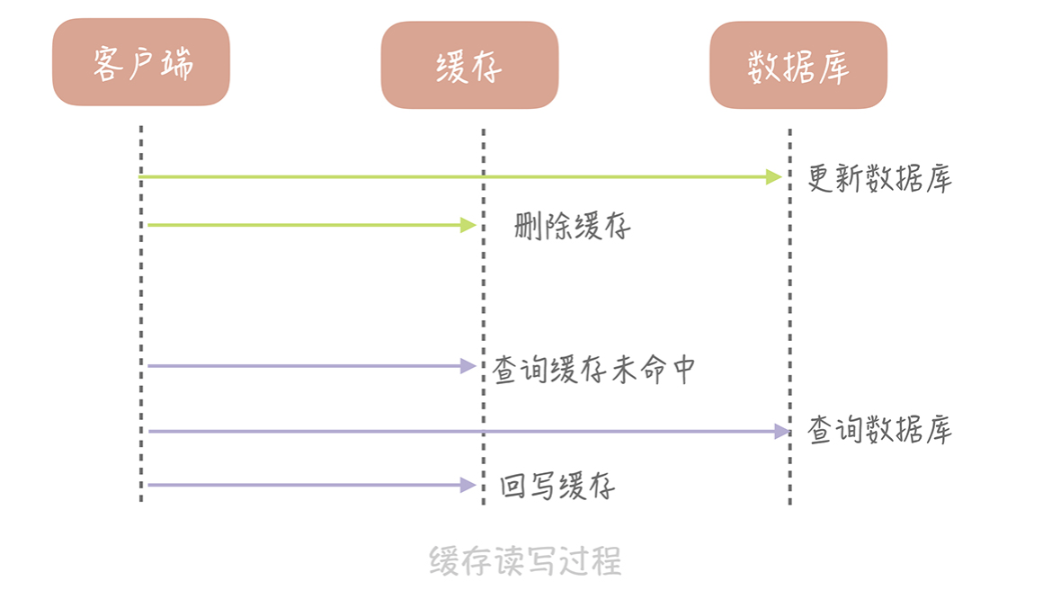 客户端
缓存
数据库
更新数据库
删除缓存
查询缓存未命中
查询数据库
回写缓存
缓存读写过程